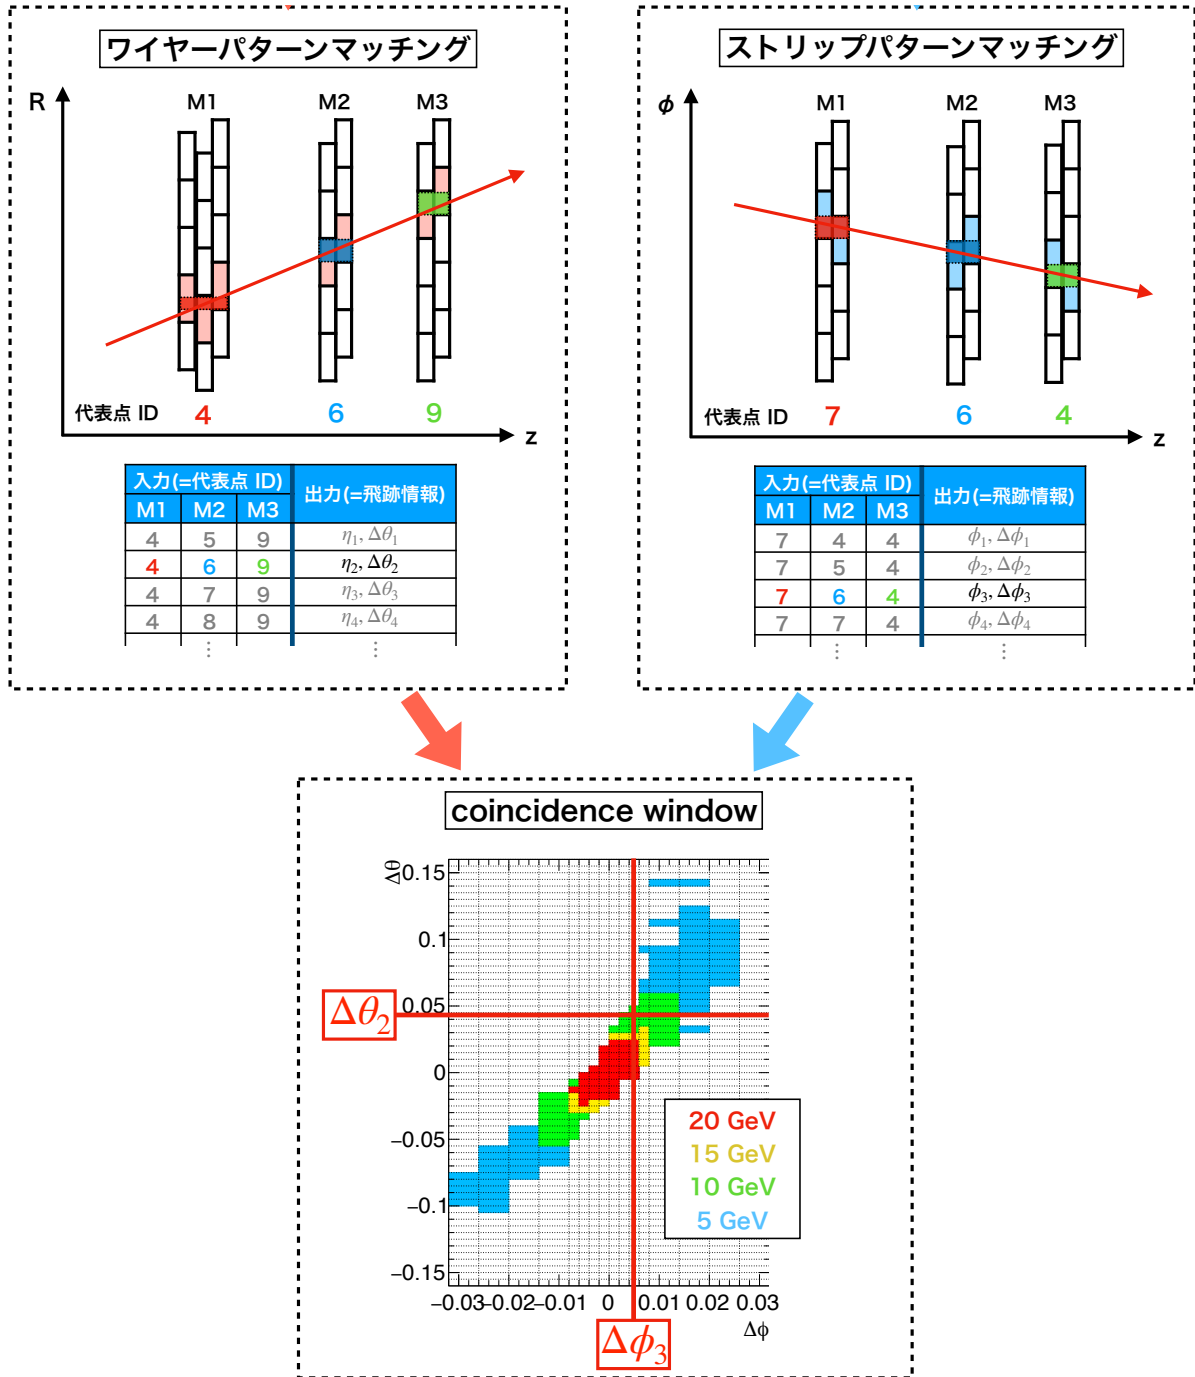 ワイヤーパターンマッチング
R
M1 M2 M3
代表点 ID 4 6 9
z
入力(=代表点 ID) 出力(=飛跡情報)
M1 M2 M3
4 5 9 η₁, Δθ₁
4 6 9 η₂, Δθ₂
4 7 9 η₃, Δθ₃
4 8 9 η₄, Δθ₄
⋮ ⋮
ストリップパターンマッチング
ϕ
M1 M2 M3
代表点 ID 7 6 4
z
入力(=代表点 ID) 出力(=飛跡情報)
M1 M2 M3
7 4 4 ϕ₁, Δϕ₁
7 5 4 ϕ₂, Δϕ₂
7 6 4 ϕ₃, Δϕ₃
7 7 4 ϕ₄, Δϕ₄
⋮ ⋮
coincidence window
Δθ
0.15
0.1
0.05
Δθ₂
0
−0.05
−0.1
−0.15
20 GeV
15 GeV
10 GeV
5 GeV
−0.03 −0.02 −0.01 0 0.01 0.02 0.03
Δϕ
Δϕ₃